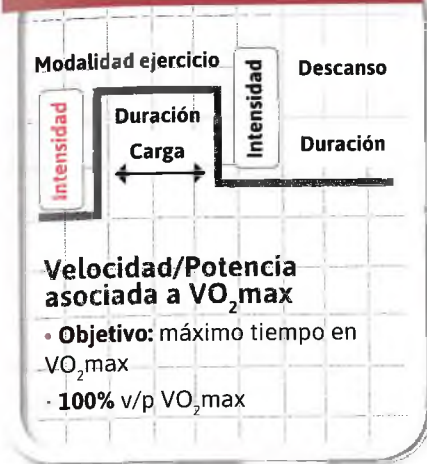 Modalidad ejercicio
Descanso
Intensidad
Duración
Carga
Intensidad
Duración
Velocidad/Potencia
asociada a VO₂max
• Objetivo: máximo tiempo en
VO₂max
· 100% v/p VO₂max